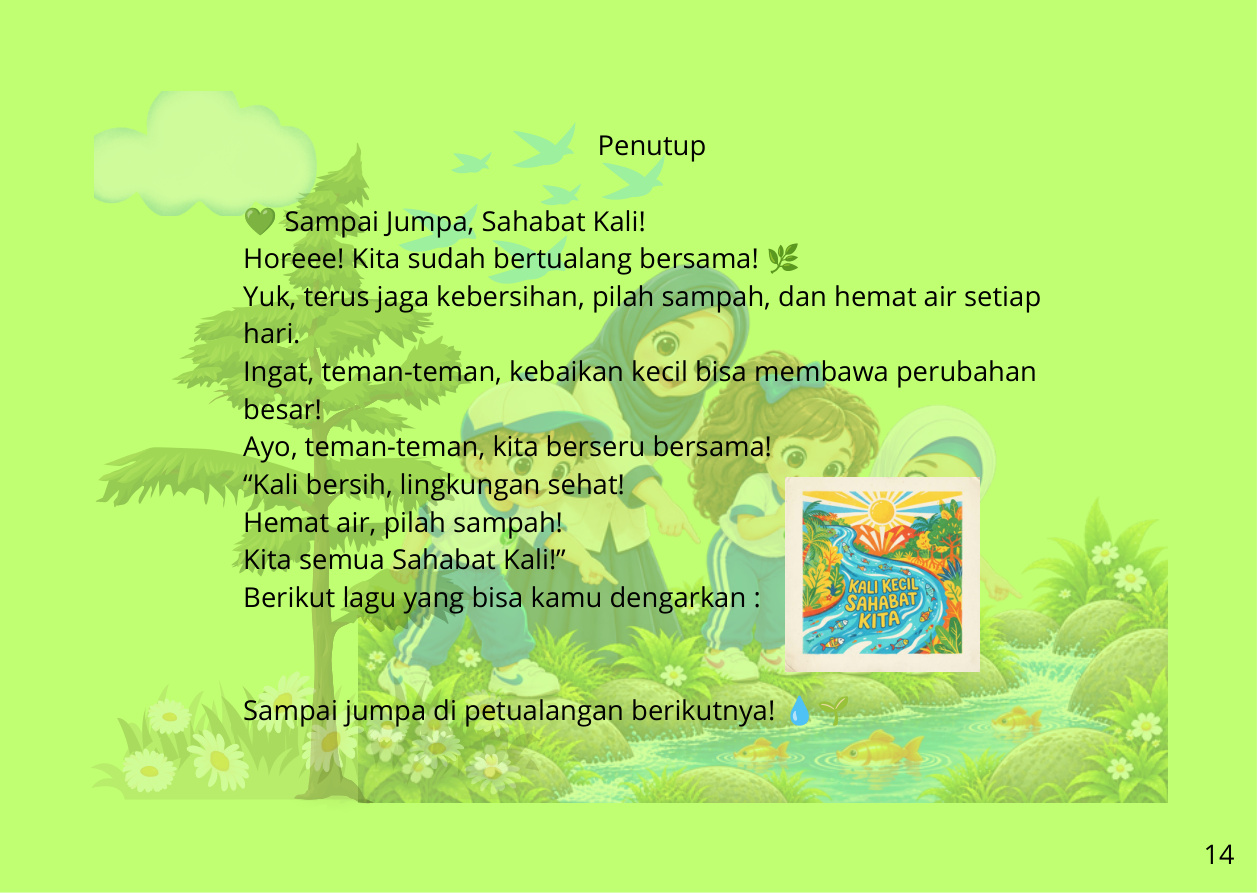 Penutup
💚 Sampai Jumpa, Sahabat Kali!
Horeee! Kita sudah bertualang bersama! 🌿
Yuk, terus jaga kebersihan, pilah sampah, dan hemat air setiap
hari.
Ingat, teman-teman, kebaikan kecil bisa membawa perubahan
besar!
Ayo, teman-teman, kita berseru bersama!
“Kali bersih, lingkungan sehat!
Hemat air, pilah sampah!
Kita semua Sahabat Kali!”
Berikut lagu yang bisa kamu dengarkan :
KALI KECIL
SAHABAT
KITA
Sampai jumpa di petualangan berikutnya! 💧🌱
14